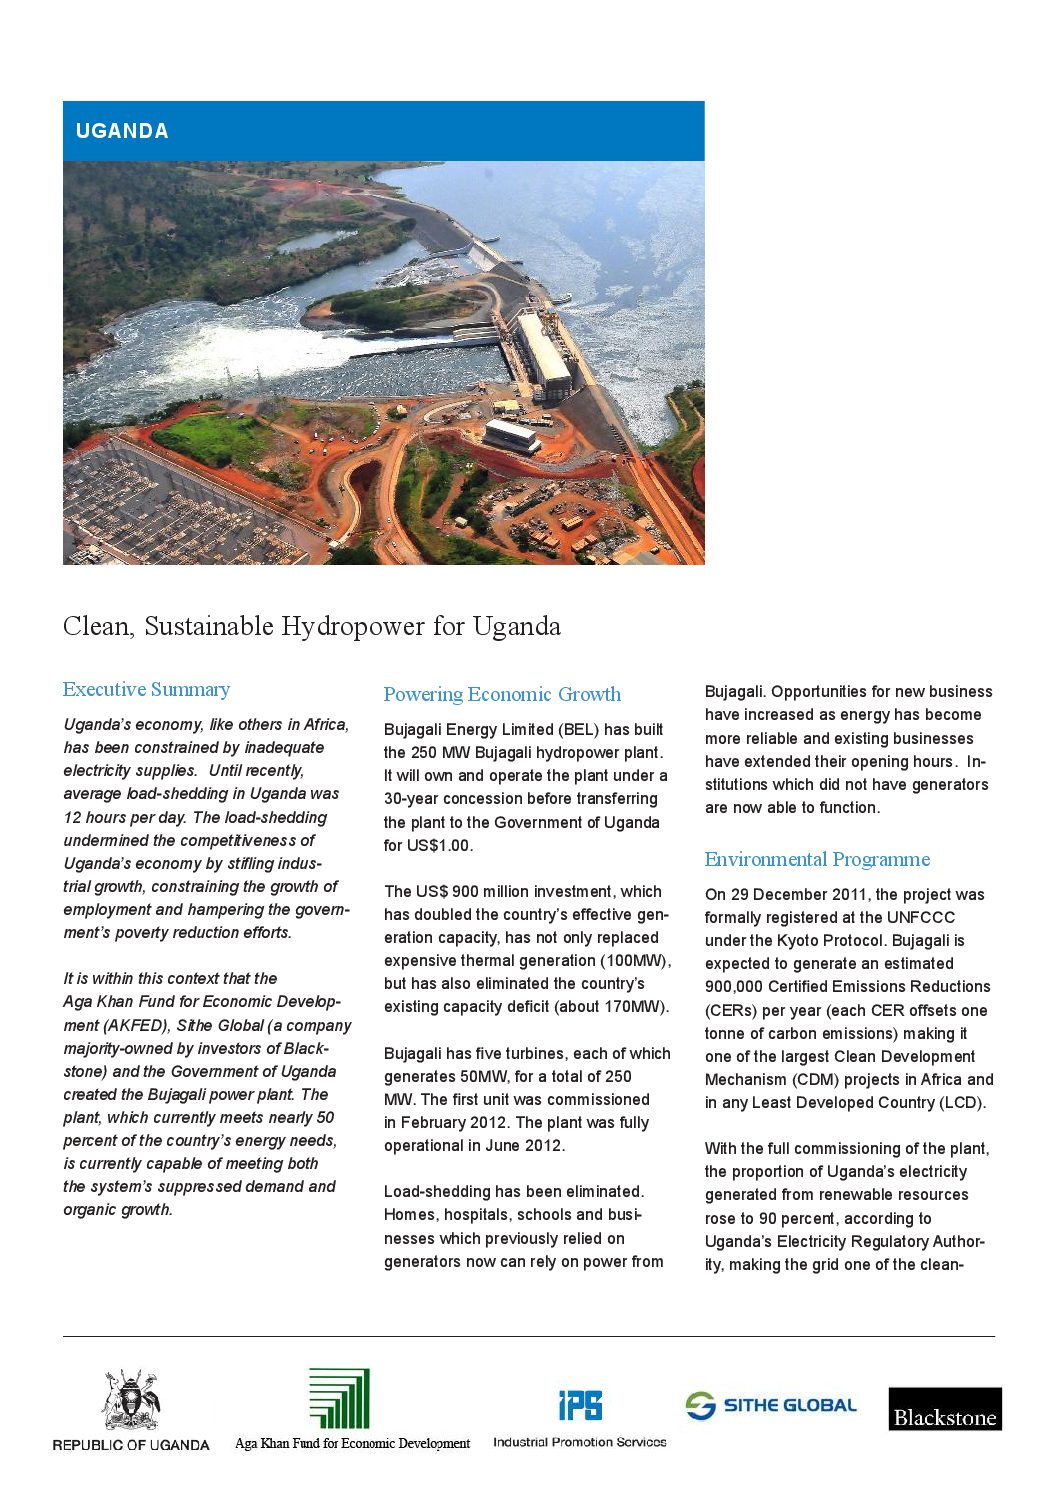 UGANDA
Clean, Sustainable Hydropower for Uganda
Executive Summary
Uganda's economy, like others in Africa,
has been constrained by inadequate
electricity supplies.  Until recently,
average load-shedding in Uganda was
12 hours per day. The load-shedding
undermined the competitiveness of
Uganda's economy by stifling indus-
trial growth, constraining the growth of
employment and hampering the govern-
ment's poverty reduction efforts.
It is within this context that the
Aga Khan Fund for Economic Develop-
ment (AKFED), Sithe Global (a company
majority-owned by investors of Black-
stone) and the Government of Uganda
created the Bujagali power plant. The
plant, which currently meets nearly 50
percent of the country's energy needs,
is currently capable of meeting both
the system's suppressed demand and
organic growth.
Powering Economic Growth
Bujagali Energy Limited (BEL) has built
the 250 MW Bujagali hydropower plant.
It will own and operate the plant under a
30-year concession before transferring
the plant to the Government of Uganda
for US$1.00.
The US$ 900 million investment, which
has doubled the country's effective gen-
eration capacity, has not only replaced
expensive thermal generation (100MW),
but has also eliminated the country's
existing capacity deficit (about 170MW).
Bujagali has five turbines, each of which
generates 50MW, for a total of 250
MW. The first unit was commissioned
in February 2012. The plant was fully
operational in June 2012.
Load-shedding has been eliminated.
Homes, hospitals, schools and busi-
nesses which previously relied on
generators now can rely on power from
Bujagali. Opportunities for new business
have increased as energy has become
more reliable and existing businesses
have extended their opening hours.  In-
stitutions which did not have generators
are now able to function.
Environmental Programme
On 29 December 2011, the project was
formally registered at the UNFCCC
under the Kyoto Protocol. Bujagali is
expected to generate an estimated
900,000 Certified Emissions Reductions
(CERs) per year (each CER offsets one
tonne of carbon emissions) making it
one of the largest Clean Development
Mechanism (CDM) projects in Africa and
in any Least Developed Country (LCD).
With the full commissioning of the plant,
the proportion of Uganda's electricity
generated from renewable resources
rose to 90 percent, according to
Uganda's Electricity Regulatory Author-
ity, making the grid one of the clean-
REPUBLIC OF UGANDA
Aga Khan Fund for Economic Development
IPS
Industrial Promotion Services
SITHE GLOBAL
Blackstone